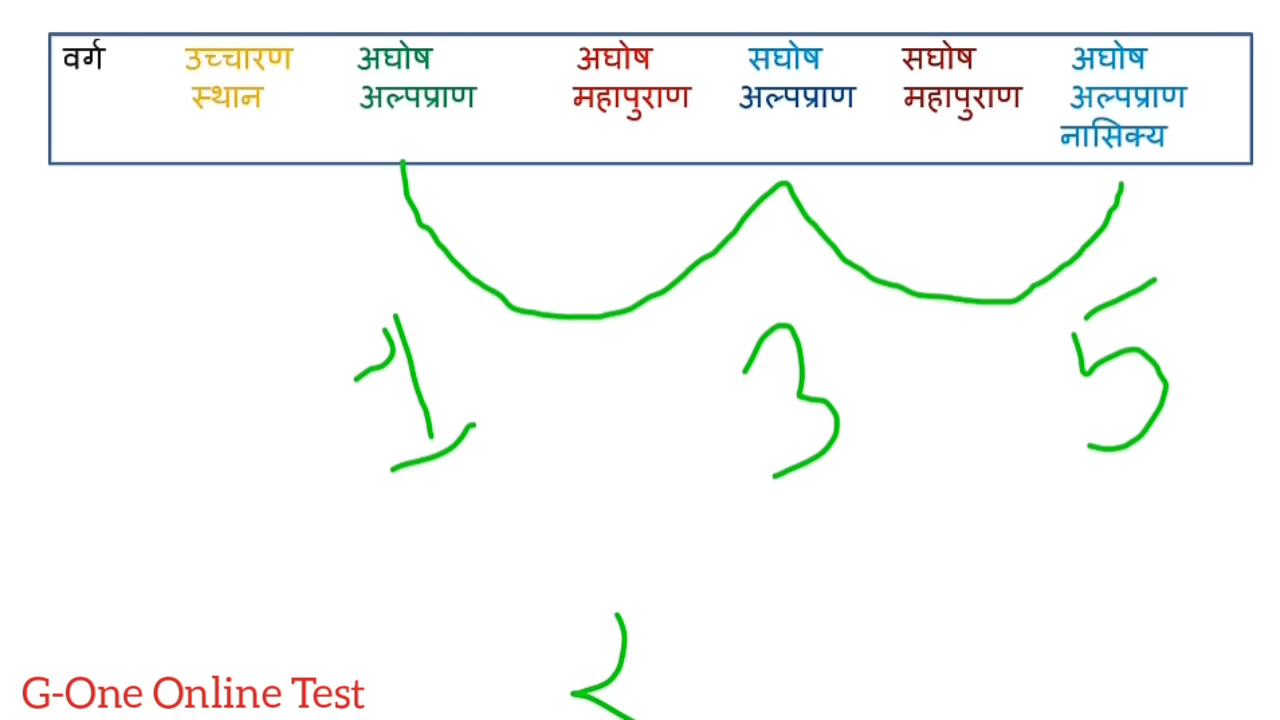 वर्ग उच्चारण अघोष अघोष सघोष सघोष अघोष
स्थान अल्पप्राण महापुराण अल्पप्राण महापुराण अल्पप्राण
नासिक्य
1 3 5
G-One Online Test